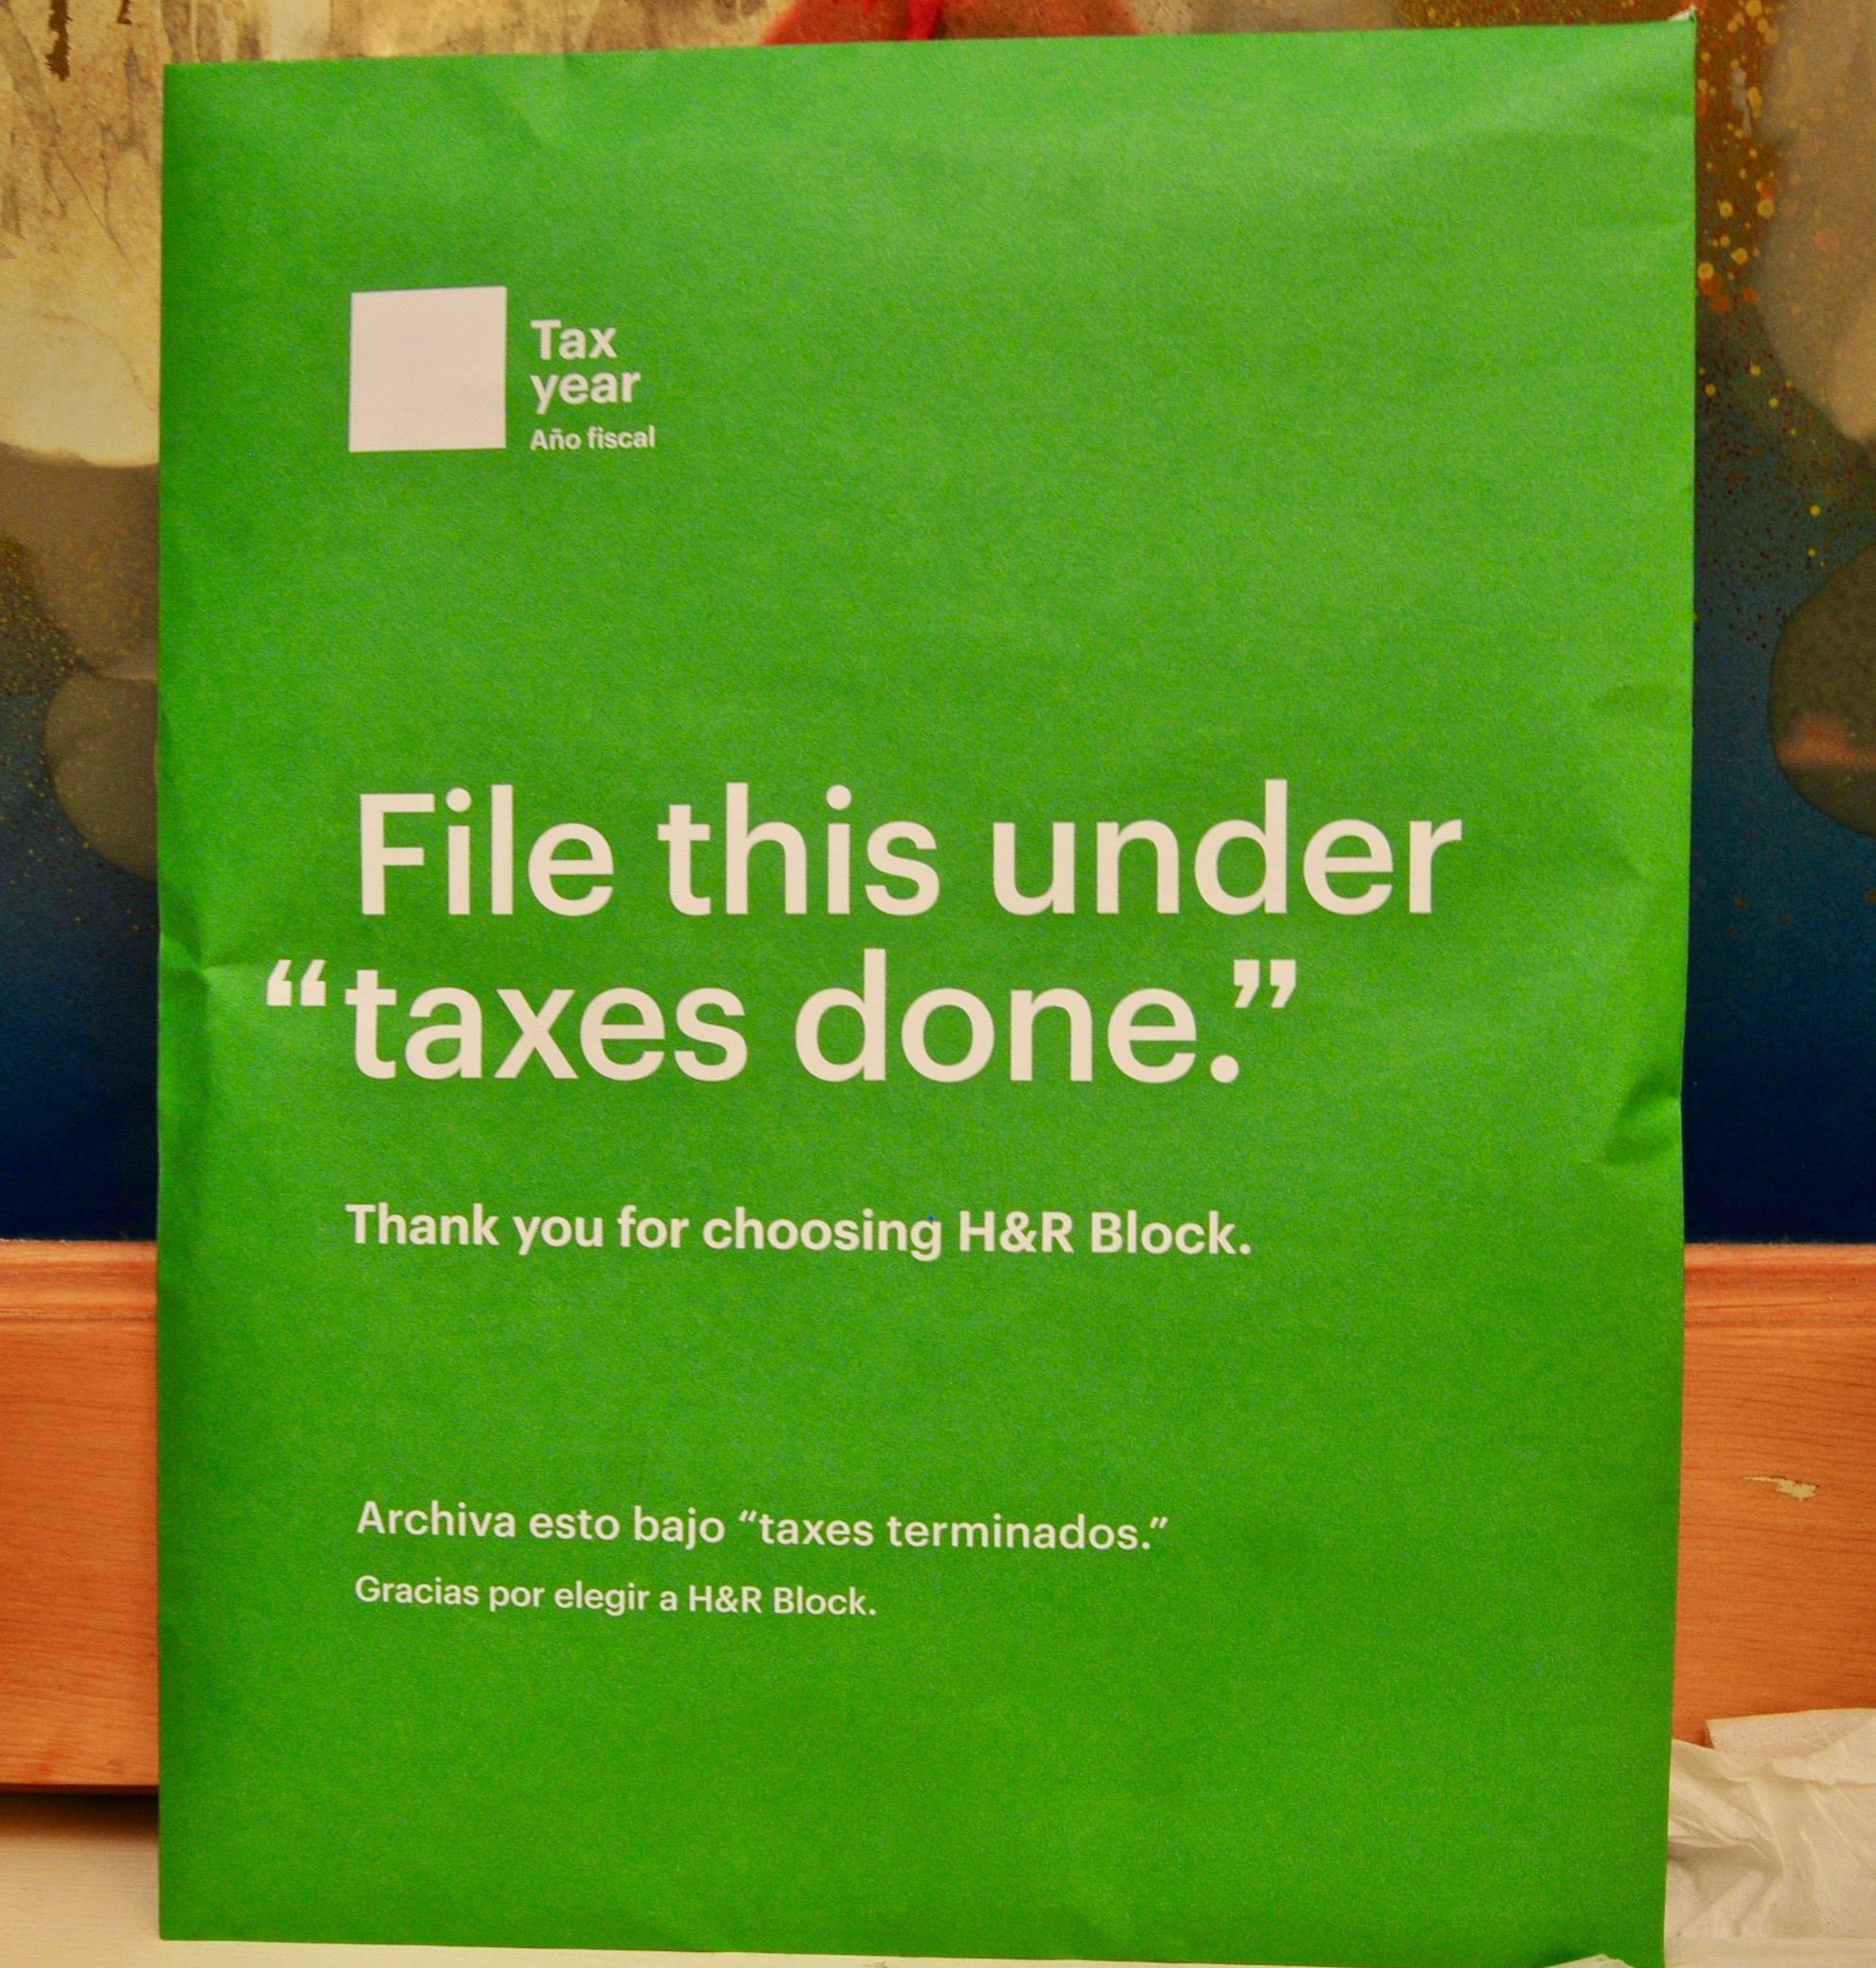 Tax
year
Año fiscal
File this under
“taxes done.”
Thank you for choosing H&R Block.
Archiva esto bajo “taxes terminados.”
Gracias por elegir a H&R Block.